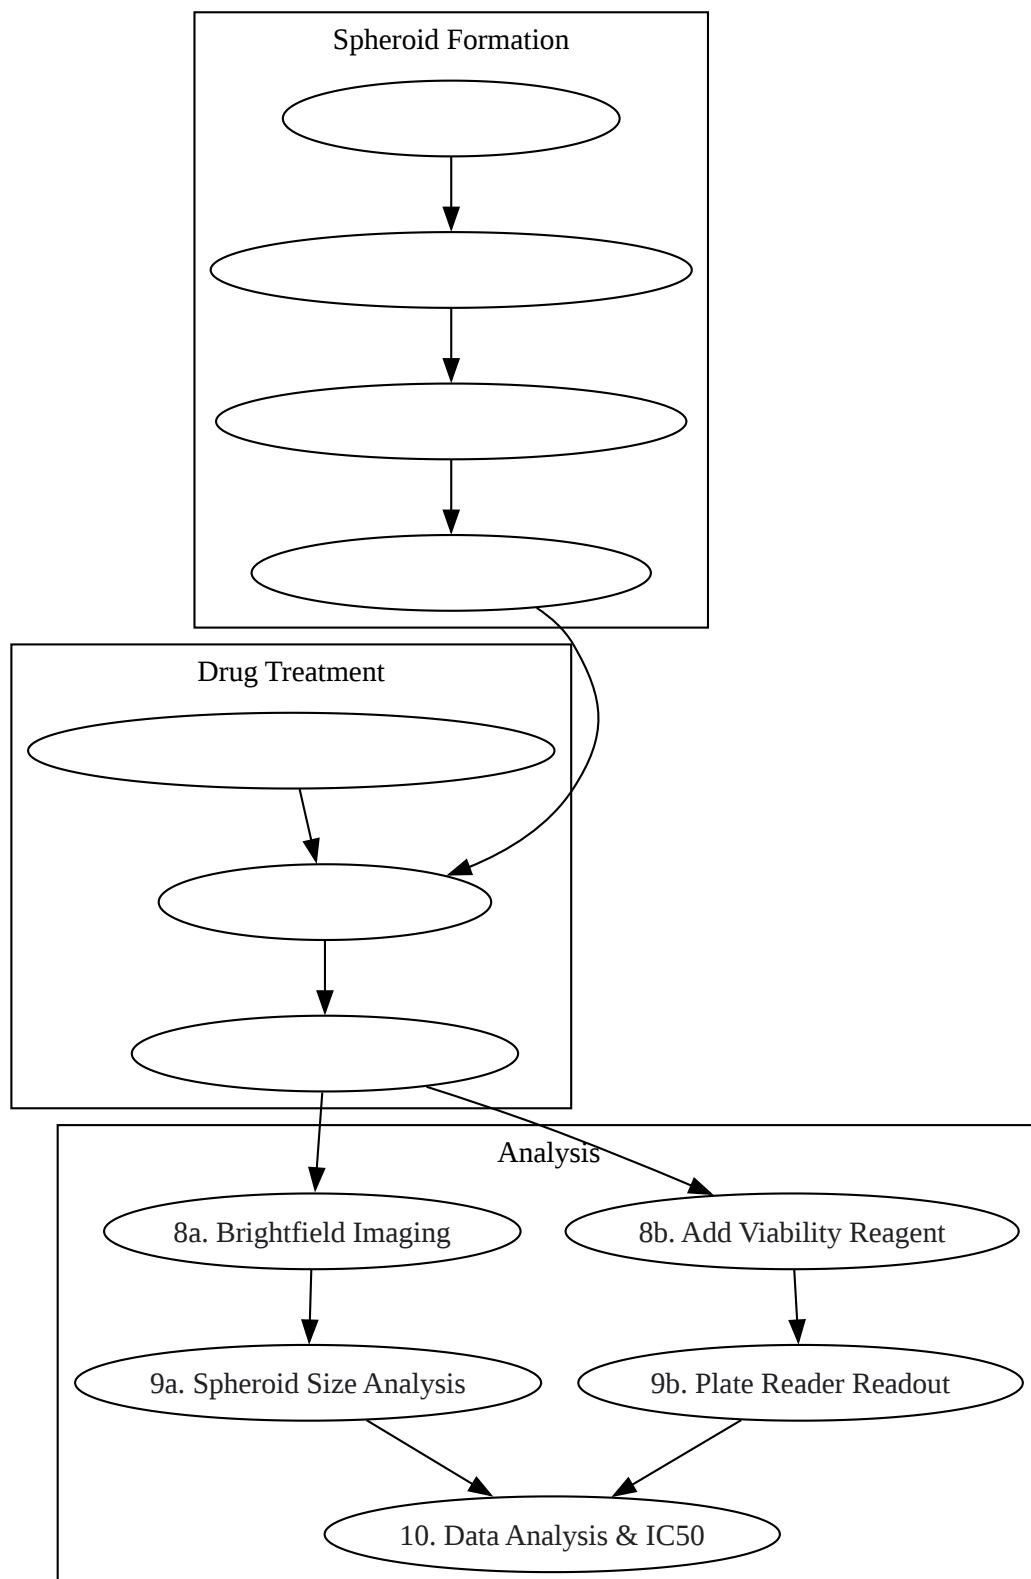 Spheroid Formation
Drug Treatment
Analysis
8a. Brightfield Imaging
8b. Add Viability Reagent
9a. Spheroid Size Analysis
9b. Plate Reader Readout
10. Data Analysis & IC50